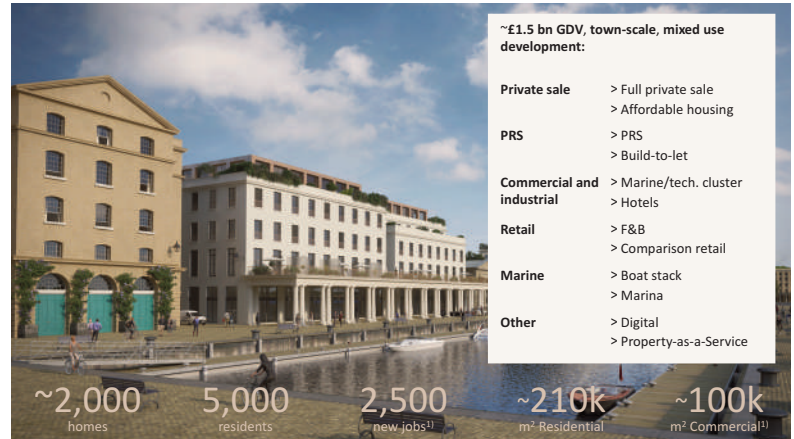 ~£1.5 bn GDV, town-scale, mixed use
development:
Private sale > Full private sale
> Affordable housing
PRS > PRS
> Build-to-let
Commercial and > Marine/tech. cluster
industrial > Hotels
Retail > F&B
> Comparison retail
Marine > Boat stack
> Marina
Other > Digital
> Property-as-a-Service
~2,000 5,000 2,500 ~210k ~100k
homes residents new jobs¹⁾ m² Residential m² Commercial¹⁾